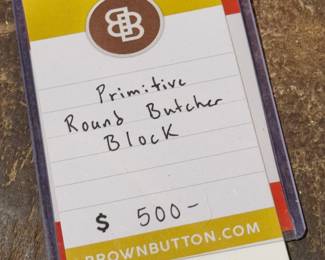 Primitive
Round Butcher
Block
$ 500-
BROWNBUTTON.COM